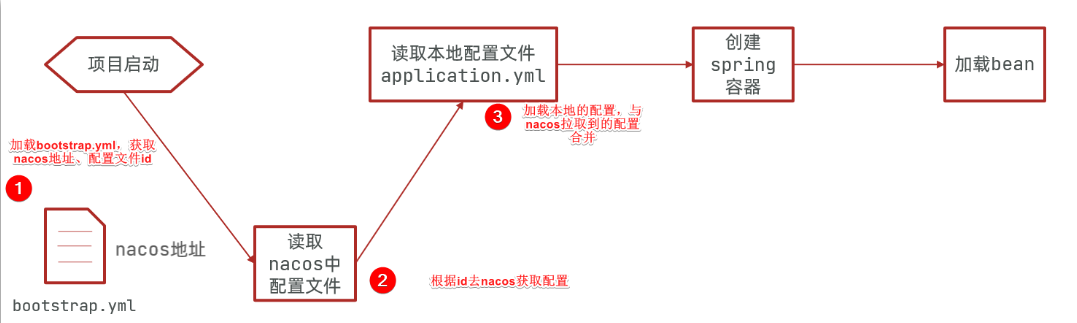 项目启动
加载bootstrap.yml，获取
nacos地址、配置文件id
1
nacos地址
bootstrap.yml
读取
nacos中
配置文件
2
根据id去nacos获取配置
读取本地配置文件
application.yml
3
加载本地的配置，与
nacos拉取到的配置
合并
创建
spring
容器
加载bean